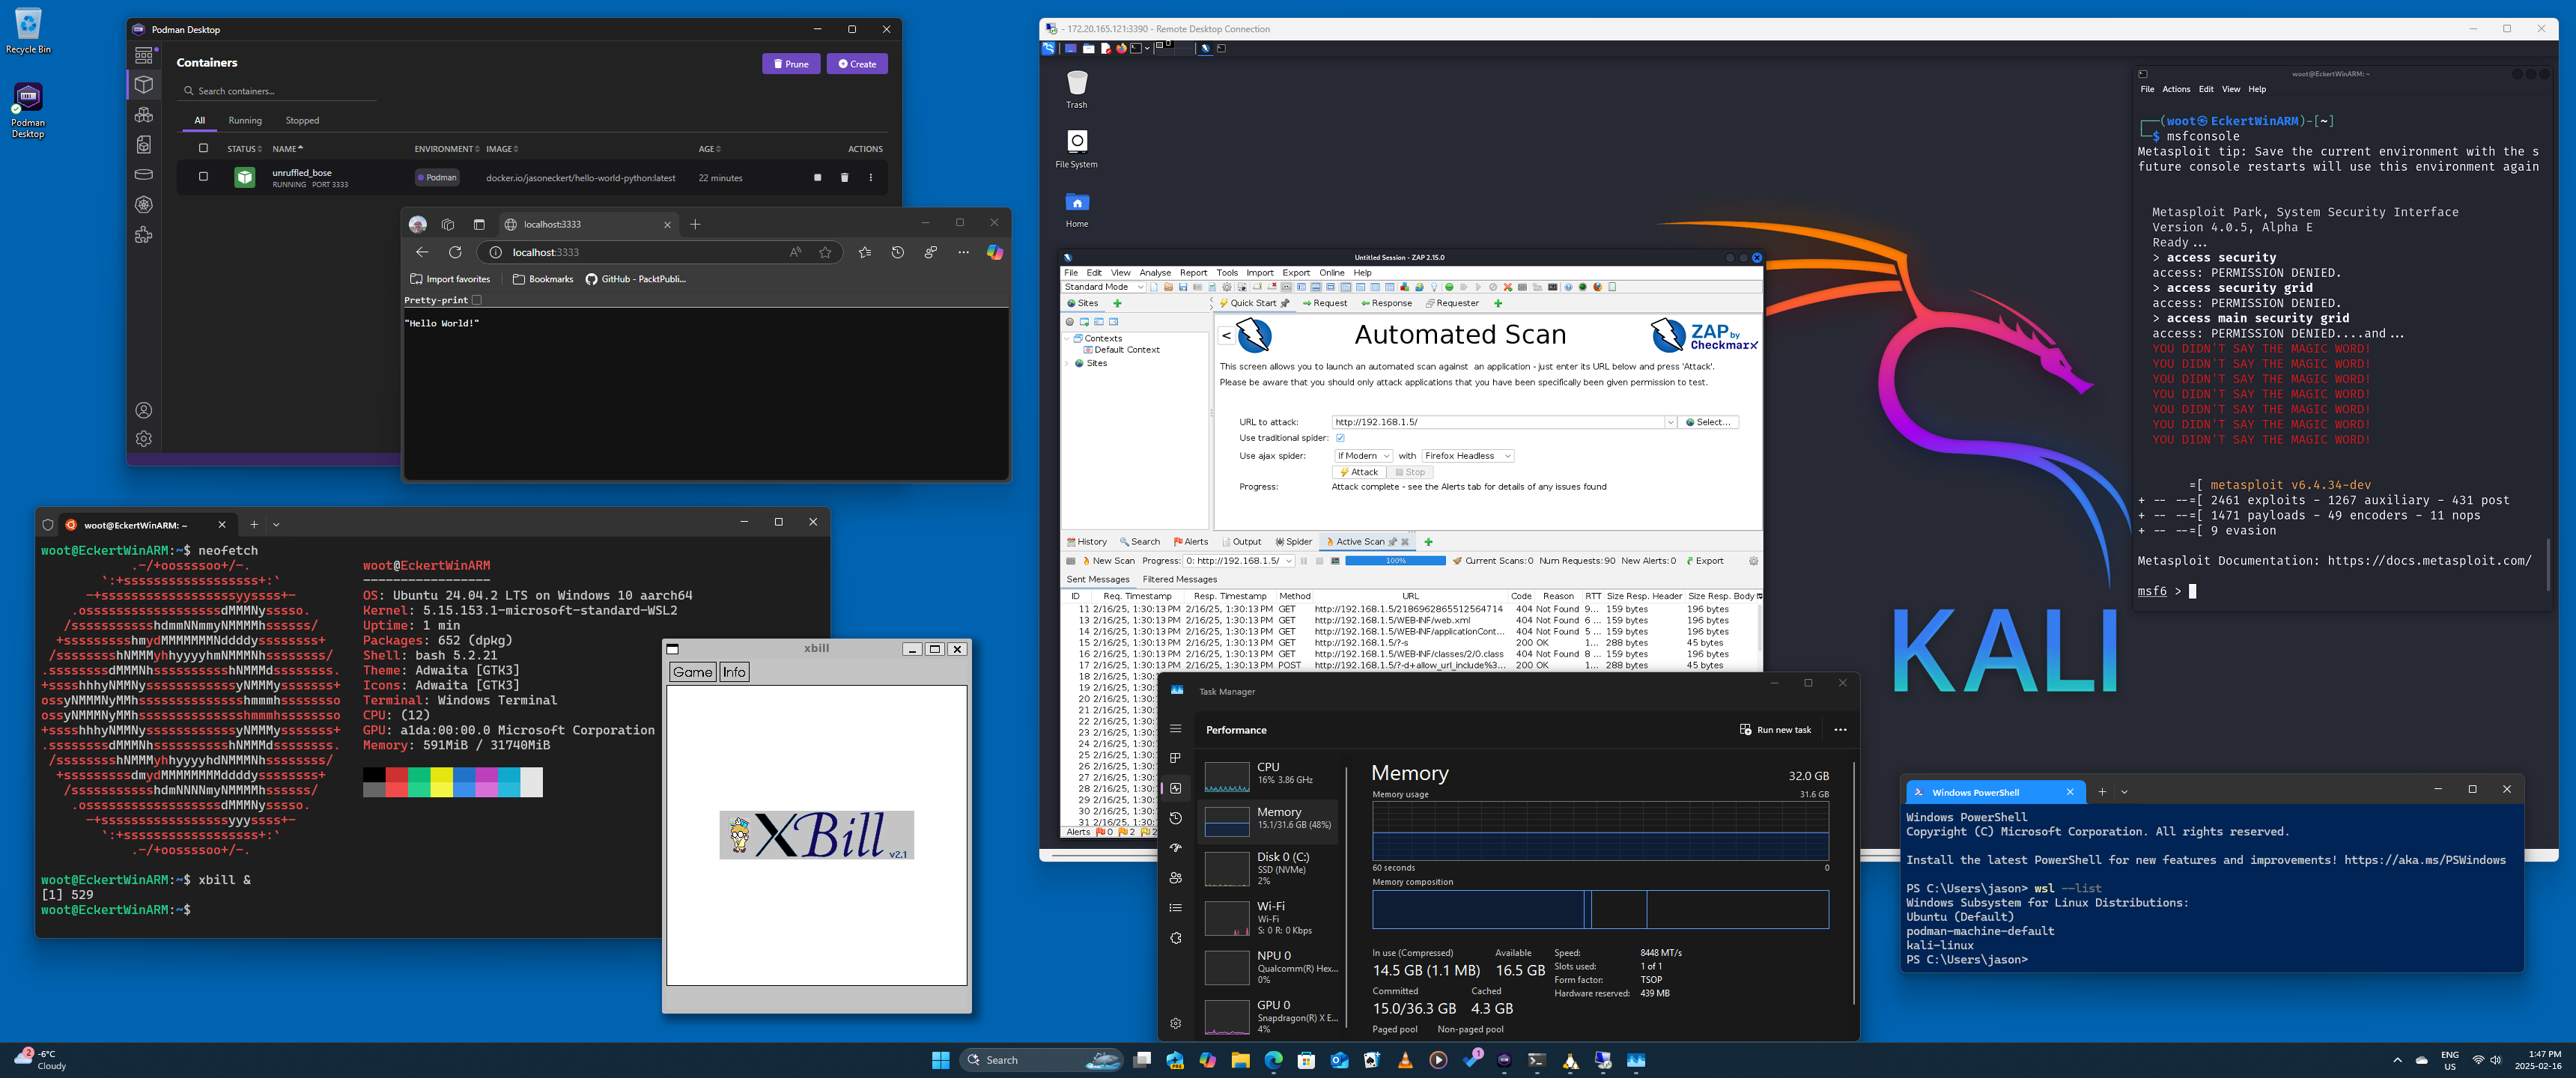 Recycle Bin
Podman
Desktop
Podman Desktop
Containers
Prune
Create
Search containers...
All Running Stopped
STATUS NAME ENVIRONMENT IMAGE AGE ACTIONS
unruffled_bose
RUNNING PORT 3333
Podman
docker.io/jasoneckert/hello-world-python:latest
22 minutes
localhost:3333
localhost:3333
Import favorites Bookmarks GitHub - PacktPubli...
Pretty-print
"Hello World!"
woot@EckertWinARM: ~
woot@EckertWinARM:~$ neofetch
woot@EckertWinARM
-----------------
OS: Ubuntu 24.04.2 LTS on Windows 10 aarch64
Kernel: 5.15.153.1-microsoft-standard-WSL2
Uptime: 1 min
Packages: 652 (dpkg)
Shell: bash 5.2.21
Theme: Adwaita [GTK3]
Icons: Adwaita [GTK3]
Terminal: Windows Terminal
CPU: (12)
GPU: a1da:00:00.0 Microsoft Corporation
Memory: 591MiB / 31740MiB
woot@EckertWinARM:~$ xbill &
[1] 529
woot@EckertWinARM:~$
xbill
Game Info
XBill v2.1
- 172.20.165.121:3390 - Remote Desktop Connection
Trash
File System
Home
Untitled Session - ZAP 2.15.0
File Edit View Analyse Report Tools Import Export Online Help
Standard Mode
Sites
Quick Start Request Response Requester
Contexts
Default Context
Sites
Automated Scan
ZAP by
Checkmarx
This screen allows you to launch an automated scan against an application - just enter its URL below and press 'Attack'.
Please be aware that you should only attack applications that you have been specifically been given permission to test.
URL to attack: http://192.168.1.5/ Select...
Use traditional spider:
Use ajax spider: If Modern with Firefox Headless
Attack Stop
Progress: Attack complete - see the Alerts tab for details of any issues found
History Search Alerts Output Spider Active Scan
New Scan Progress: 0: http://192.168.1.5/ 100% Current Scans: 0 Num Requests: 90 New Alerts: 0 Export
Sent Messages Filtered Messages
ID Req. Timestamp Resp. Timestamp Method URL Code Reason RTT Size Resp. Header Size Resp. Body
11 2/16/25, 1:30:13 PM 2/16/25, 1:30:13 PM GET http://192.168.1.5/2186962865512564714 404 Not Found 9... 159 bytes 196 bytes
13 2/16/25, 1:30:13 PM 2/16/25, 1:30:13 PM GET http://192.168.1.5/WEB-INF/web.xml 404 Not Found 6 ... 159 bytes 196 bytes
14 2/16/25, 1:30:13 PM 2/16/25, 1:30:13 PM GET http://192.168.1.5/WEB-INF/applicationCont... 404 Not Found 5 ... 159 bytes 196 bytes
15 2/16/25, 1:30:13 PM 2/16/25, 1:30:13 PM GET http://192.168.1.5/?-s 200 OK 1... 288 bytes 45 bytes
16 2/16/25, 1:30:13 PM 2/16/25, 1:30:13 PM GET http://192.168.1.5/WEB-INF/classes/2/0.class 404 Not Found 8 ... 159 bytes 196 bytes
17 2/16/25, 1:30:13 PM 2/16/25, 1:30:13 PM POST http://192.168.1.5/?-d+allow_url_include%3... 200 OK 1... 288 bytes 45 bytes
18 2/16/25, 1:30:13 P
19 2/16/25, 1:30:13 P
20 2/16/25, 1:30:13 P
21 2/16/25, 1:30:13 P
22 2/16/25, 1:30:13 P
23 2/16/25, 1:30:13 P
24 2/16/25, 1:30:13 P
25 2/16/25, 1:30:13 P
26 2/16/25, 1:30:13 P
27 2/16/25, 1:30:13 P
28 2/16/25, 1:30:13 P
29 2/16/25, 1:30:13 P
30 2/16/25, 1:30:13 P
31 2/16/25, 1:30:13 P
Alerts 0 2 2
KALI
woot@EckertWinARM: ~
File Actions Edit View Help
(woot㉿EckertWinARM)-[~]
$ msfconsole
Metasploit tip: Save the current environment with the s
future console restarts will use this environment again
Metasploit Park, System Security Interface
Version 4.0.5, Alpha E
Ready...
> access security
access: PERMISSION DENIED.
> access security grid
access: PERMISSION DENIED.
> access main security grid
access: PERMISSION DENIED....and...
YOU DIDN'T SAY THE MAGIC WORD!
YOU DIDN'T SAY THE MAGIC WORD!
YOU DIDN'T SAY THE MAGIC WORD!
YOU DIDN'T SAY THE MAGIC WORD!
YOU DIDN'T SAY THE MAGIC WORD!
YOU DIDN'T SAY THE MAGIC WORD!
YOU DIDN'T SAY THE MAGIC WORD!
=[ metasploit v6.4.34-dev
+ -- --=[ 2461 exploits - 1267 auxiliary - 431 post
+ -- --=[ 1471 payloads - 49 encoders - 11 nops
+ -- --=[ 9 evasion
Metasploit Documentation: https://docs.metasploit.com/
msf6 >
Task Manager
Performance
Run new task
CPU
16% 3.86 GHz
Memory
15.1/31.6 GB (48%)
Disk 0 (C:)
SSD (NVMe)
2%
Wi-Fi
Wi-Fi
S: 0 R: 0 Kbps
NPU 0
Qualcomm(R) Hex...
0%
GPU 0
Snapdragon(R) X E...
4%
Memory 32.0 GB
Memory usage 31.6 GB
60 seconds 0
Memory composition
In use (Compressed) Available
14.5 GB (1.1 MB) 16.5 GB
Committed Cached
15.0/36.3 GB 4.3 GB
Paged pool Non-paged pool
Speed: 8448 MT/s
Slots used: 1 of 1
Form factor: TSOP
Hardware reserved: 439 MB
Windows PowerShell
Windows PowerShell
Copyright (C) Microsoft Corporation. All rights reserved.
Install the latest PowerShell for new features and improvements! https://aka.ms/PSWindows
PS C:\Users\jason> wsl --list
Windows Subsystem for Linux Distributions:
Ubuntu (Default)
podman-machine-default
kali-linux
PS C:\Users\jason>
2
-6°C
Cloudy
Search
PRE
1
ENG
US
1:47 PM
2025-02-16